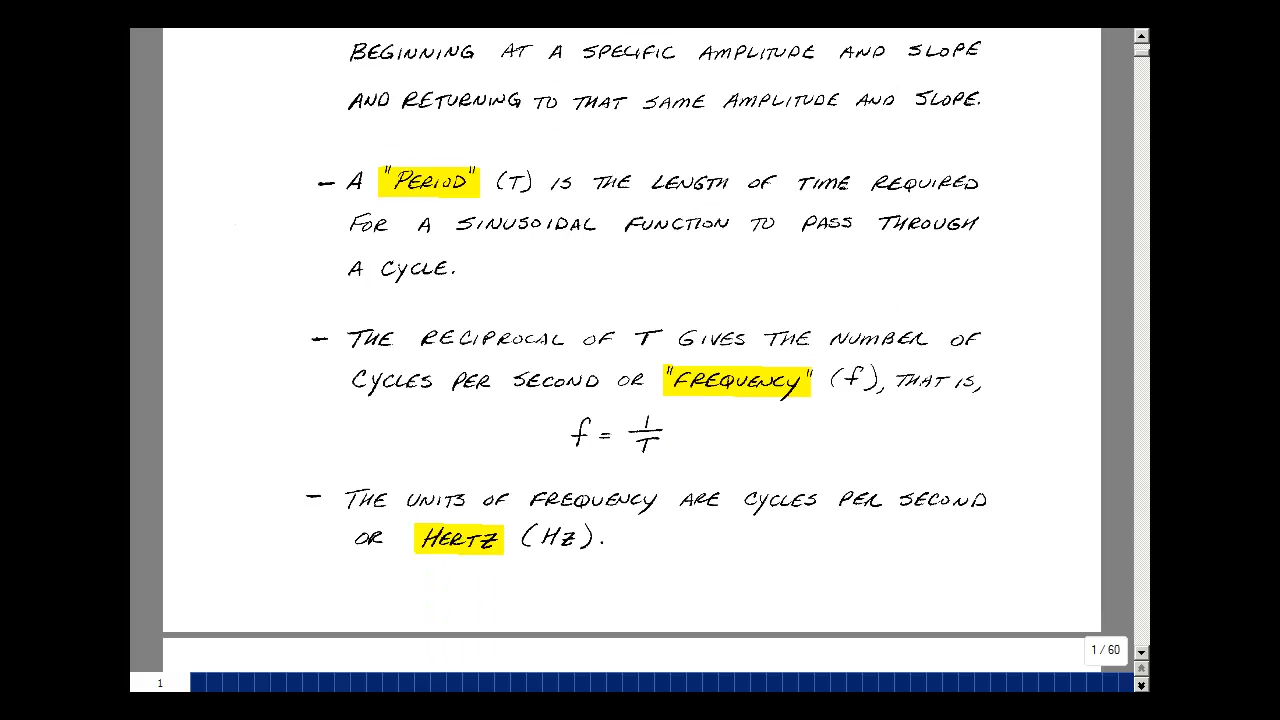 BEGINNING AT A SPECIFIC AMPLITUDE AND SLOPE
AND RETURNING TO THAT SAME AMPLITUDE AND SLOPE.
- A "PERIOD" (T) IS THE LENGTH OF TIME REQUIRED
FOR A SINUSOIDAL FUNCTION TO PASS THROUGH
A CYCLE.
- THE RECIPROCAL OF T GIVES THE NUMBER OF
CYCLES PER SECOND OR "FREQUENCY" (f), THAT IS,
f = 1/T
- THE UNITS OF FREQUENCY ARE CYCLES PER SECOND
OR HERTZ (HZ).
1 / 60
1